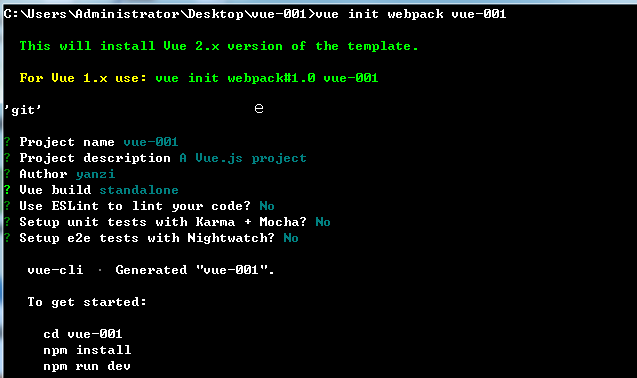 C:\Users\Administrator\Desktop\vue-001>vue init webpack vue-001
This will install Vue 2.x version of the template.
For Vue 1.x use: vue init webpack#1.0 vue-001
'git'
e
? Project name vue-001
? Project description A Vue.js project
? Author yanzi
? Vue build standalone
? Use ESLint to lint your code? No
? Setup unit tests with Karma + Mocha? No
? Setup e2e tests with Nightwatch? No
vue-cli · Generated "vue-001".
To get started:
cd vue-001
npm install
npm run dev